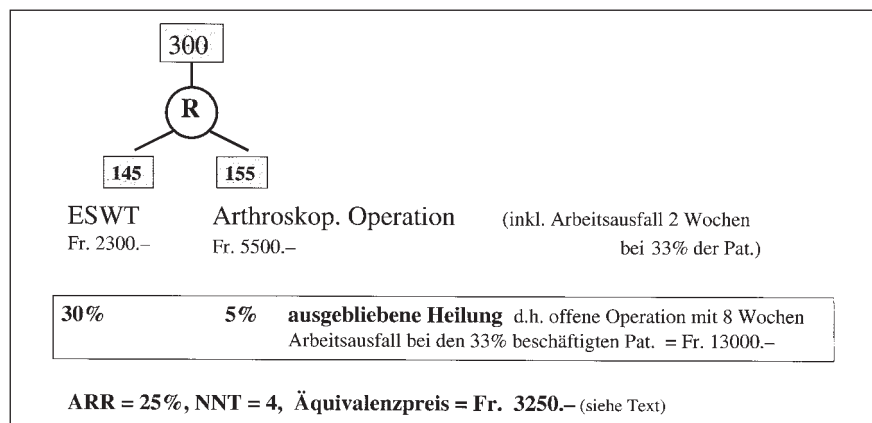 300
R
145 155
ESWT Arthroskop. Operation (inkl. Arbeitsausfall 2 Wochen
Fr. 2300.– Fr. 5500.– bei 33% der Pat.)
30% 5% ausgebliebene Heilung d.h. offene Operation mit 8 Wochen
Arbeitsausfall bei den 33% beschäftigten Pat. = Fr. 13000.–
ARR = 25%, NNT = 4, Äquivalenzpreis = Fr. 3250.– (siehe Text)